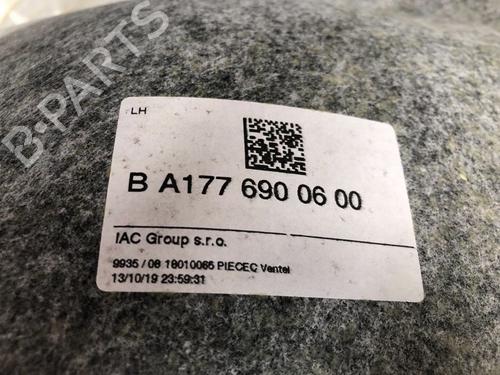 B-PARTS
LH
B A177 690 06 00
IAC Group s.r.o.
9935 / 08 18010065 PIECEC Ventel
13/10/19 23:59:31